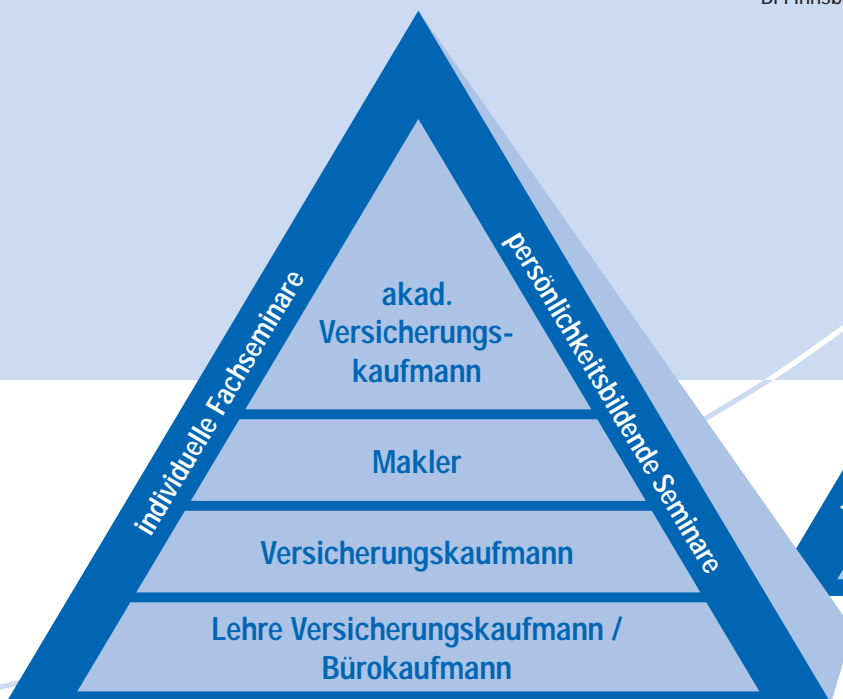 individuelle Fachseminare
persönlichkeitsbildende Seminare
akad.
Versicherungs-
kaufmann
Makler
Versicherungskaufmann
Lehre Versicherungskaufmann /
Bürokaufmann